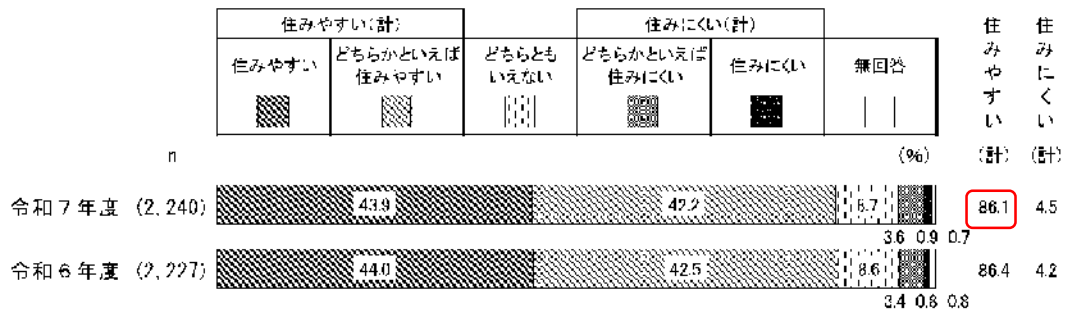 住みやすい(計) 住みにくい(計)
住みやすい どちらかといえば住みやすい どちらともいえない どちらかといえば住みにくい 住みにくい 無回答
住みやすい(計) 住みにくい(計)
n (%)
令和7年度 (2,240) 43.9 42.2 8.7 3.6 0.9 0.7 86.1 4.5
令和6年度 (2,227) 44.0 42.5 8.6 3.4 0.8 86.4 4.2